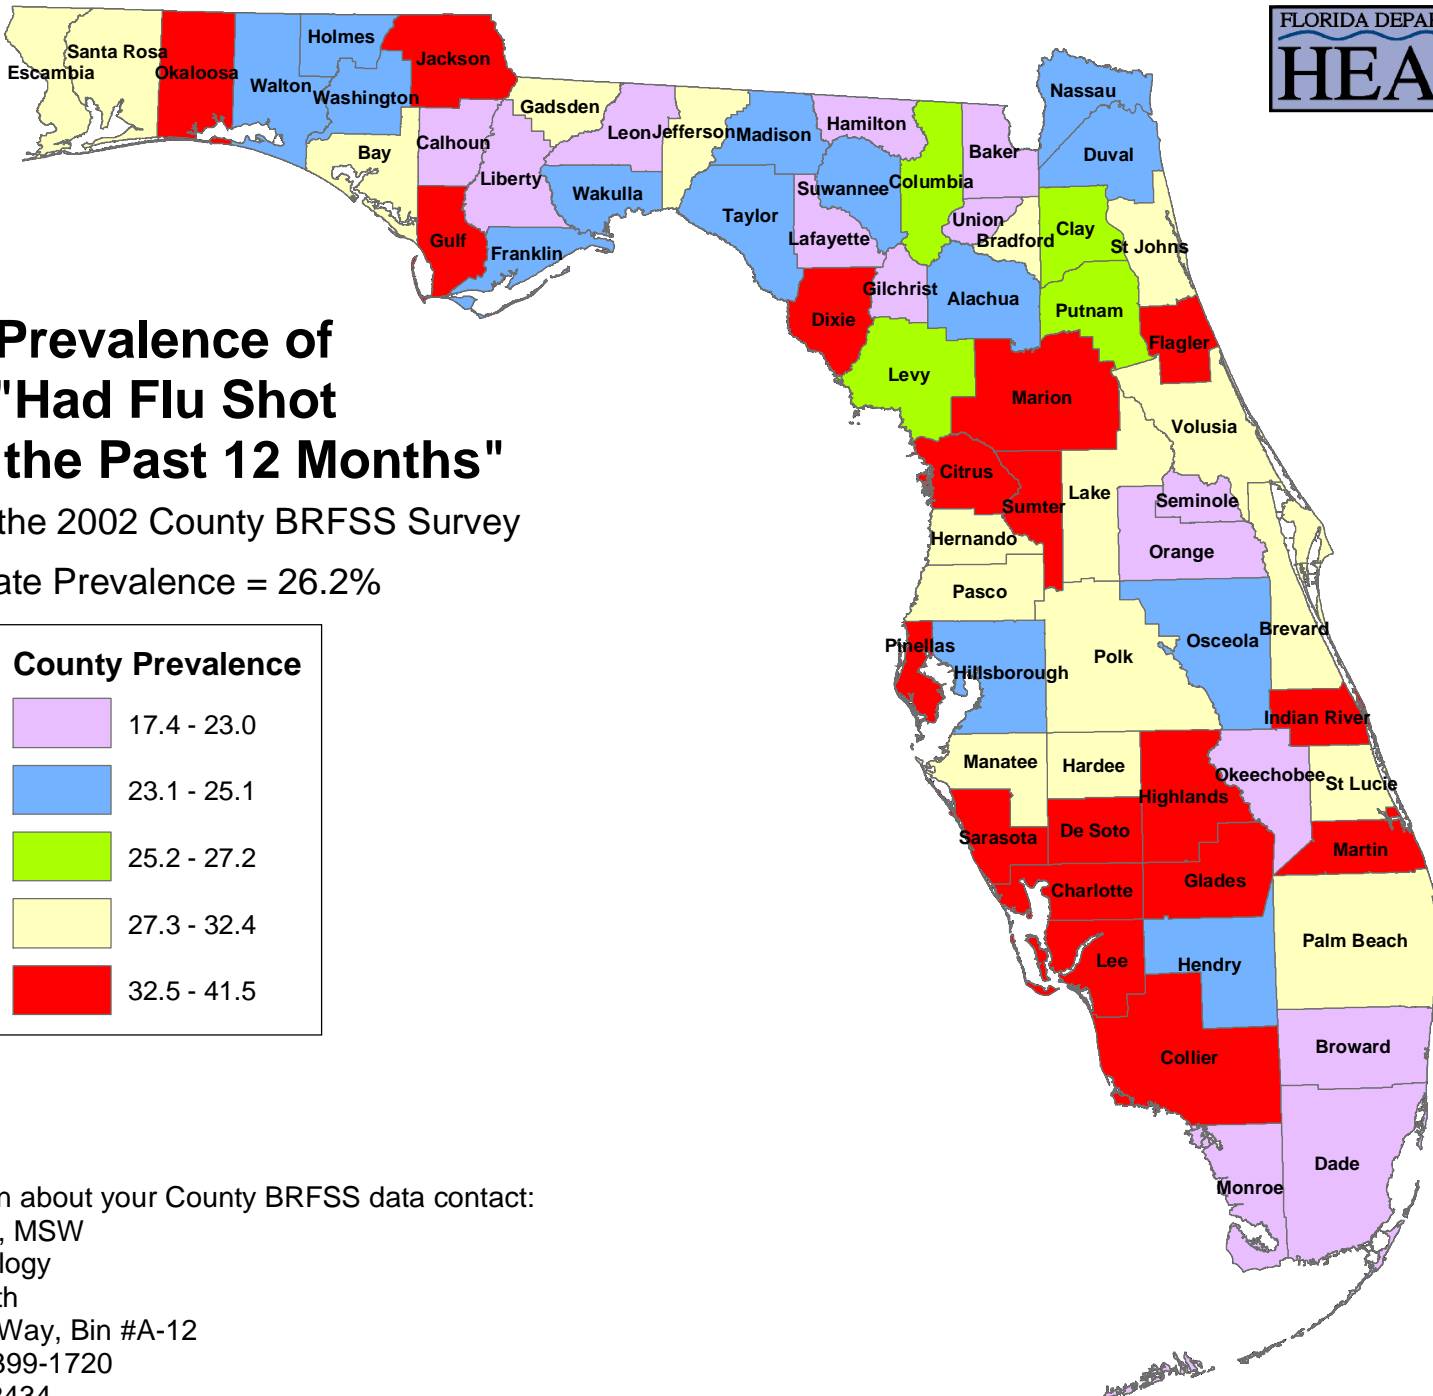 FLORIDA DEPA
HEA
Prevalence of
"Had Flu Shot
the Past 12 Months"
the 2002 County BRFSS Survey
ate Prevalence = 26.2%
County Prevalence
17.4 - 23.0
23.1 - 25.1
25.2 - 27.2
27.3 - 32.4
32.5 - 41.5
Escambia
Santa Rosa
Okaloosa
Walton
Holmes
Washington
Jackson
Bay
Calhoun
Gulf
Gadsden
Liberty
Franklin
Leon
Wakulla
Jefferson
Madison
Taylor
Hamilton
Suwannee
Lafayette
Dixie
Columbia
Gilchrist
Levy
Baker
Union
Bradford
Alachua
Nassau
Duval
Clay
St Johns
Putnam
Flagler
Marion
Volusia
Citrus
Sumter
Lake
Seminole
Orange
Hernando
Pasco
Pinellas
Hillsborough
Polk
Osceola
Brevard
Indian River
Manatee
Hardee
Highlands
Okeechobee
St Lucie
Sarasota
De Soto
Martin
Charlotte
Glades
Lee
Hendry
Palm Beach
Collier
Broward
Dade
Monroe
n about your County BRFSS data contact:
, MSW
logy
th
Way, Bin #A-12
399-1720